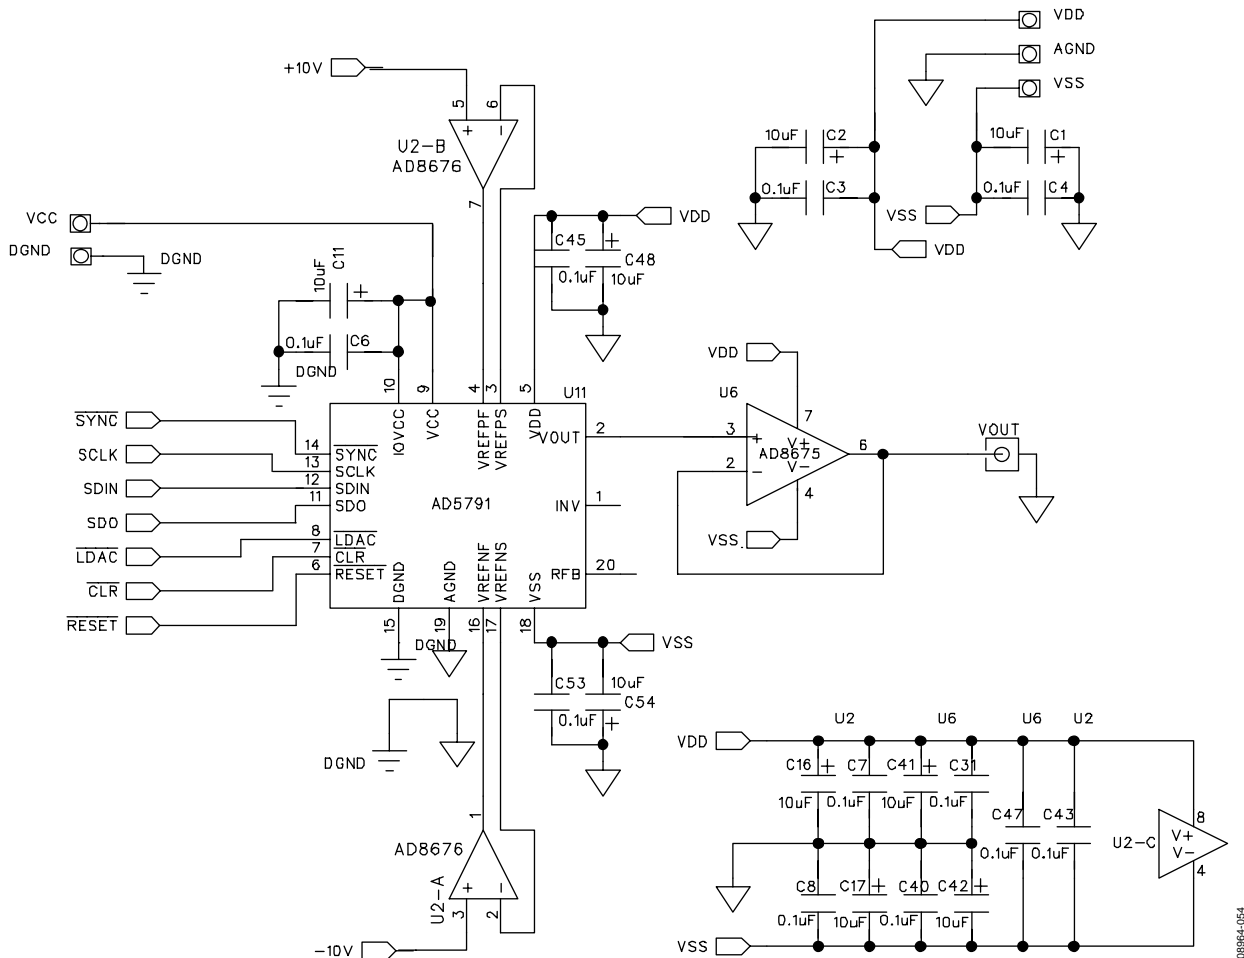 VDD
AGND
VSS
+10V
5
6
+
−
U2-B
AD8676
7
10uF
C2
+
0.1uF
C3
VDD
10uF
C1
+
0.1uF
C4
VSS
VCC
DGND
DGND
10uF
C11
+
0.1uF
C6
DGND
VDD
C45
0.1uF
+
C48
10uF
10
9
4
3
5
U11
IOVCC
VCC
VREFPF
VREFPS
VDD
SYNC
SCLK
SDIN
SDO
LDAC
CLR
RESET
14
13
12
11
8
7
6
SYNC
SCLK
SDIN
SDO
LDAC
CLR
RESET
AD5791
VOUT
2
INV
1
RFB
20
DGND
AGND
VREFNF
VREFNS
VSS
15
19
16
17
18
DGND
VDD
U6
7
3
+
V+
AD8675
2
−
V−
4
6
VSS
VOUT
VSS
C53
0.1uF
10uF
C54
+
DGND
1
AD8676
U2-A
+
−
3
2
−10V
U2
U6
U6
U2
VDD
C16
+
10uF
C7
0.1uF
C41
+
10uF
C31
0.1uF
C47
0.1uF
C43
0.1uF
U2-C
8
V+
V−
4
C8
0.1uF
C17
+
10uF
C40
0.1uF
C42
+
10uF
VSS
08964-054